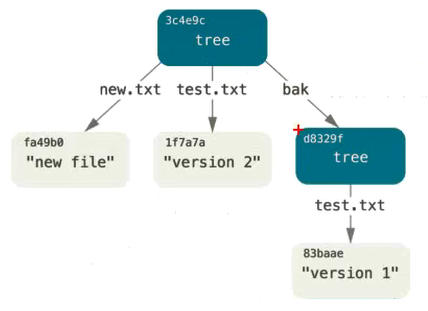 3c4e9c
tree
new.txt test.txt bak
fa49b0
"new file"
1f7a7a
"version 2"
d8329f
tree
test.txt
83baae
"version 1"